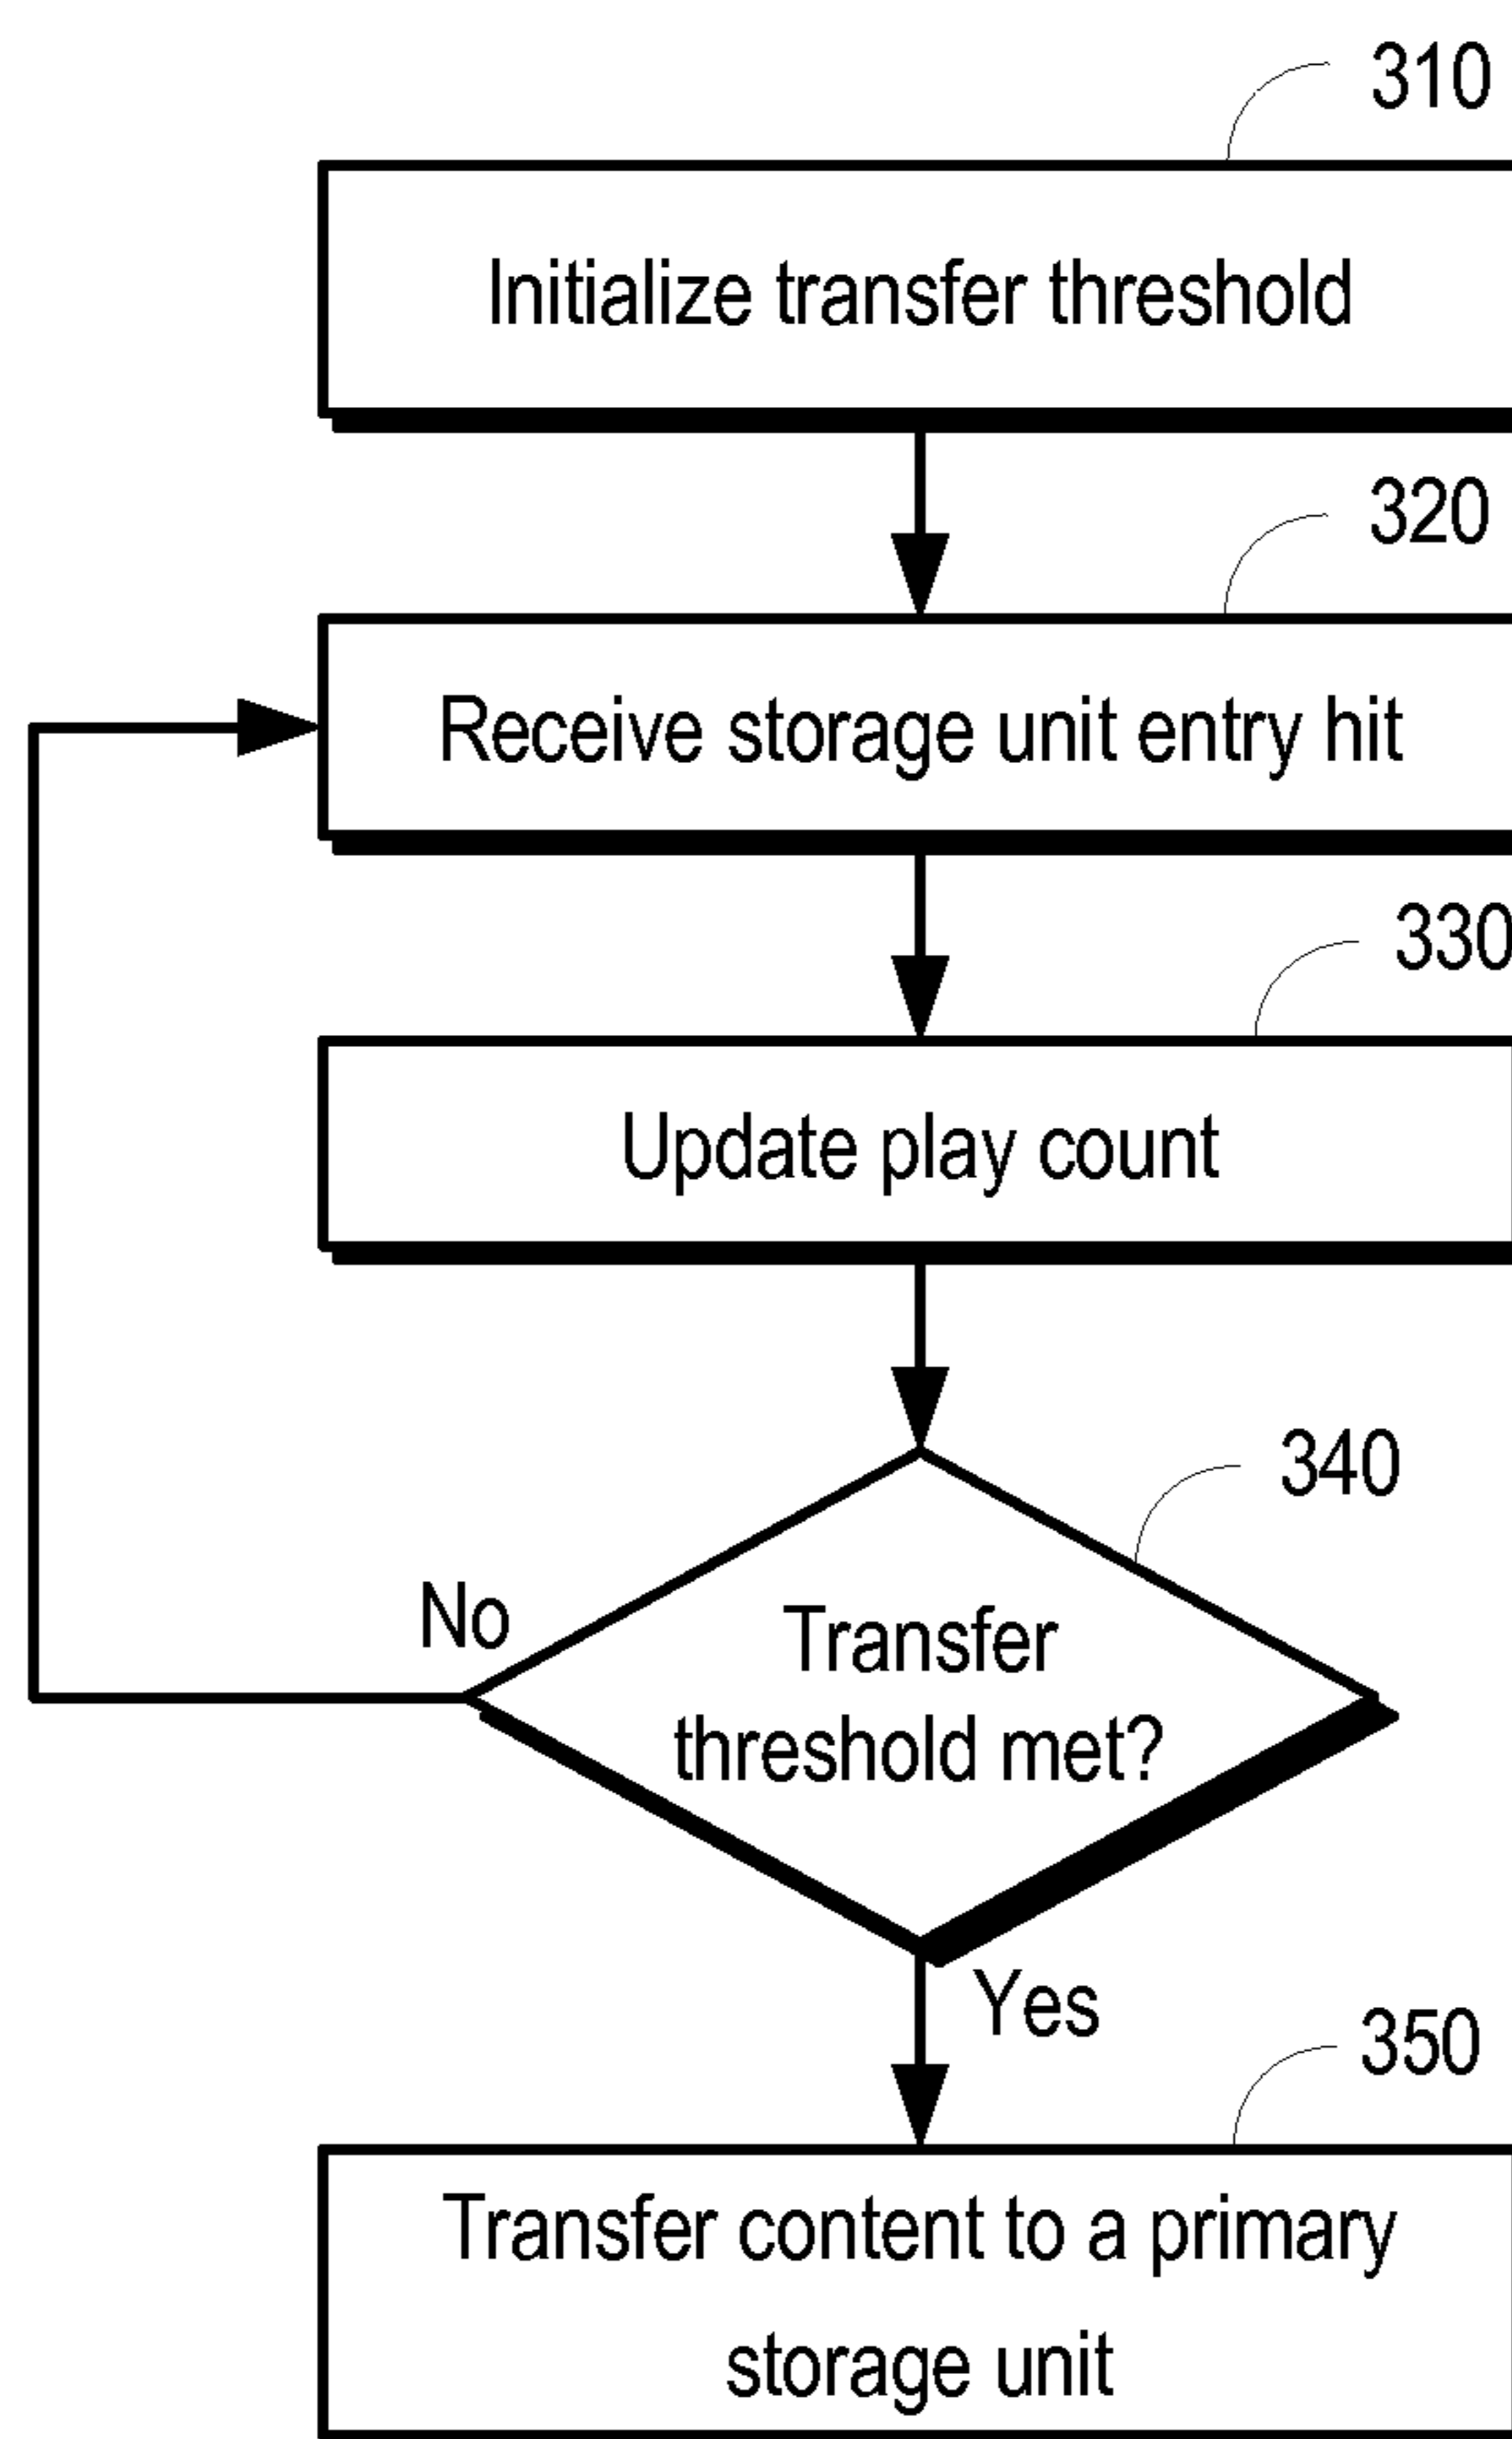 310
Initialize transfer threshold
320
Receive storage unit entry hit
330
Update play count
340
No
Transfer
threshold met?
Yes
350
Transfer content to a primary
storage unit